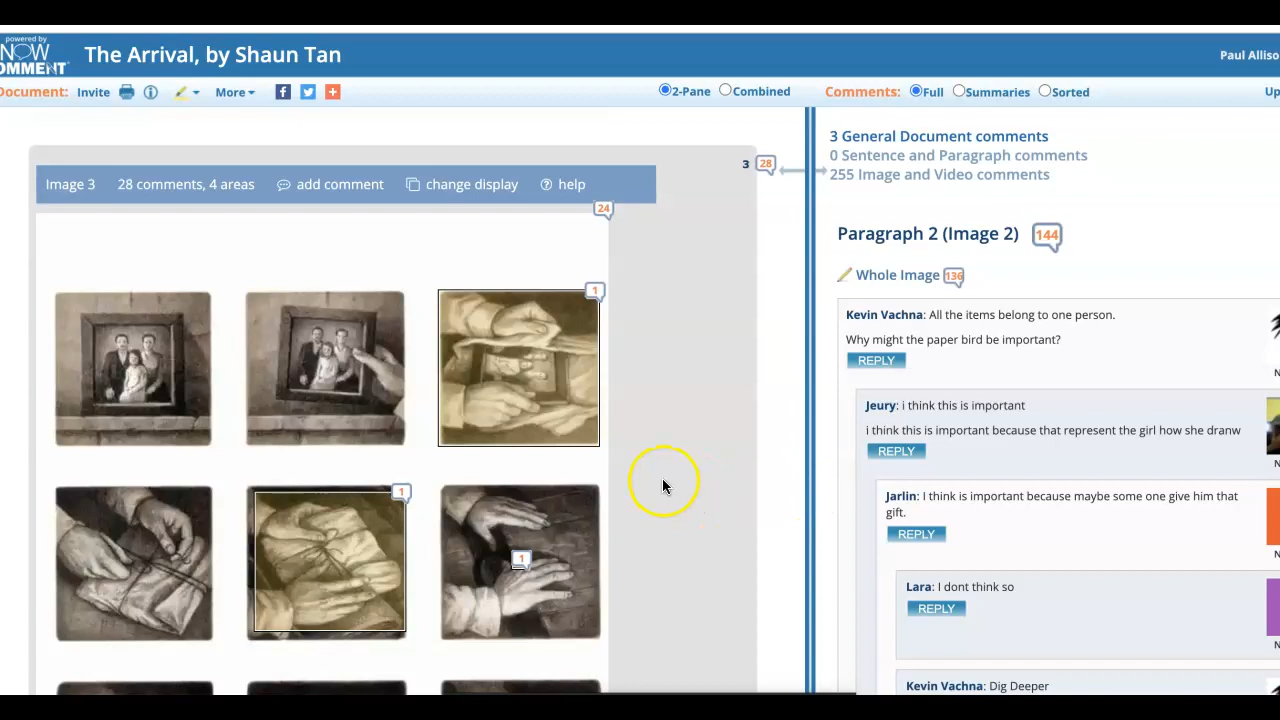 powered by
NOW
OMMENT
The Arrival, by Shaun Tan
Paul Alliso
Document: Invite More
2-Pane Combined
Comments: Full Summaries Sorted
Up
3 28
Image 3 28 comments, 4 areas add comment change display help
24
1
1
1
3 General Document comments
0 Sentence and Paragraph comments
255 Image and Video comments
Paragraph 2 (Image 2) 144
Whole Image 136
Kevin Vachna: All the items belong to one person.
Why might the paper bird be important?
REPLY
Jeury: i think this is important
i think this is important because that represent the girl how she dranw
REPLY
Jarlin: I think is important because maybe some one give him that
gift.
REPLY
Lara: I dont think so
REPLY
Kevin Vachna: Dig Deeper
N
N
N
N